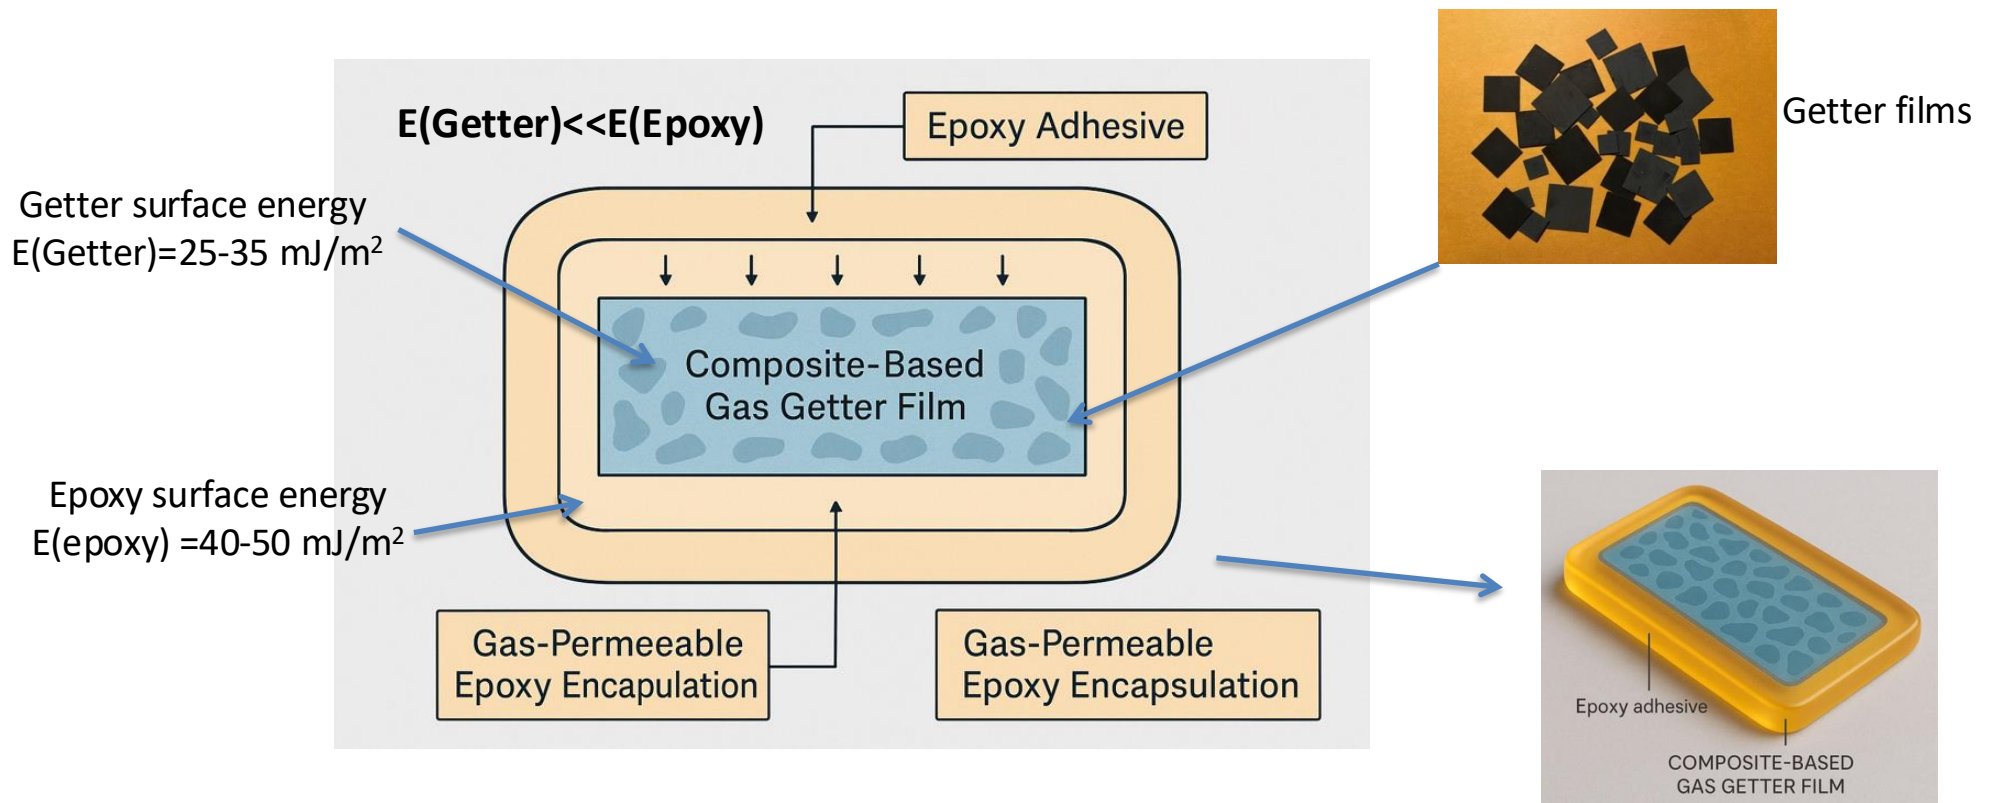 E(Getter)<<E(Epoxy)
Epoxy Adhesive
Getter films
Getter surface energy
E(Getter)=25-35 mJ/m²
Composite-Based
Gas Getter Film
Epoxy surface energy
E(epoxy) =40-50 mJ/m²
Gas-Permeeable
Epoxy Encapulation
Gas-Permeable
Epoxy Encapsulation
Epoxy adhesive
COMPOSITE-BASED
GAS GETTER FILM